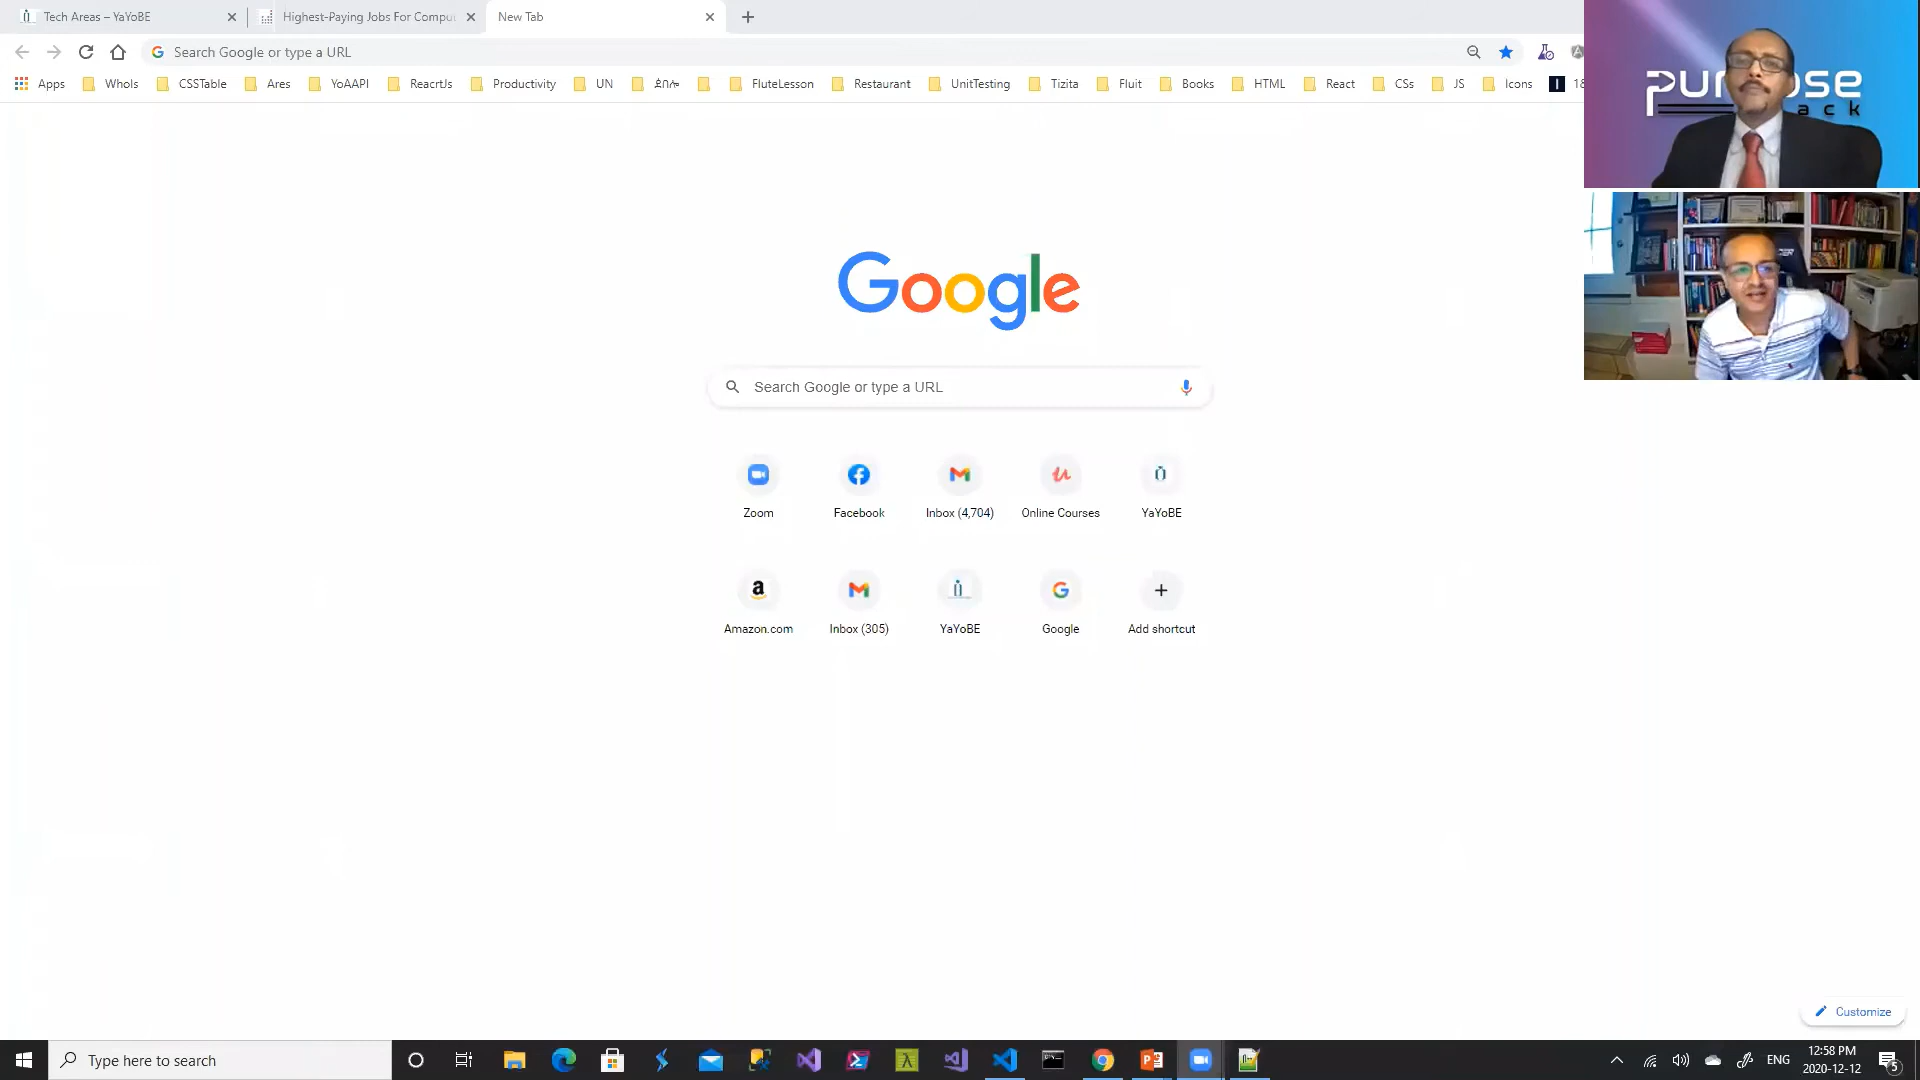 Tech Areas – YaYoBE
Highest-Paying Jobs For Compu
New Tab
Search Google or type a URL
Apps WhoIs CSSTable Ares YoAAPI ReacrtJs Productivity UN FluteLesson Restaurant UnitTesting Tizita Fluit Books HTML React CSs JS Icons
Google
Search Google or type a URL
Zoom Facebook Inbox (4,704) Online Courses YaYoBE
Amazon.com Inbox (305) YaYoBE Google Add shortcut
Customize
Type here to search
ENG
12:58 PM
2020-12-12
5